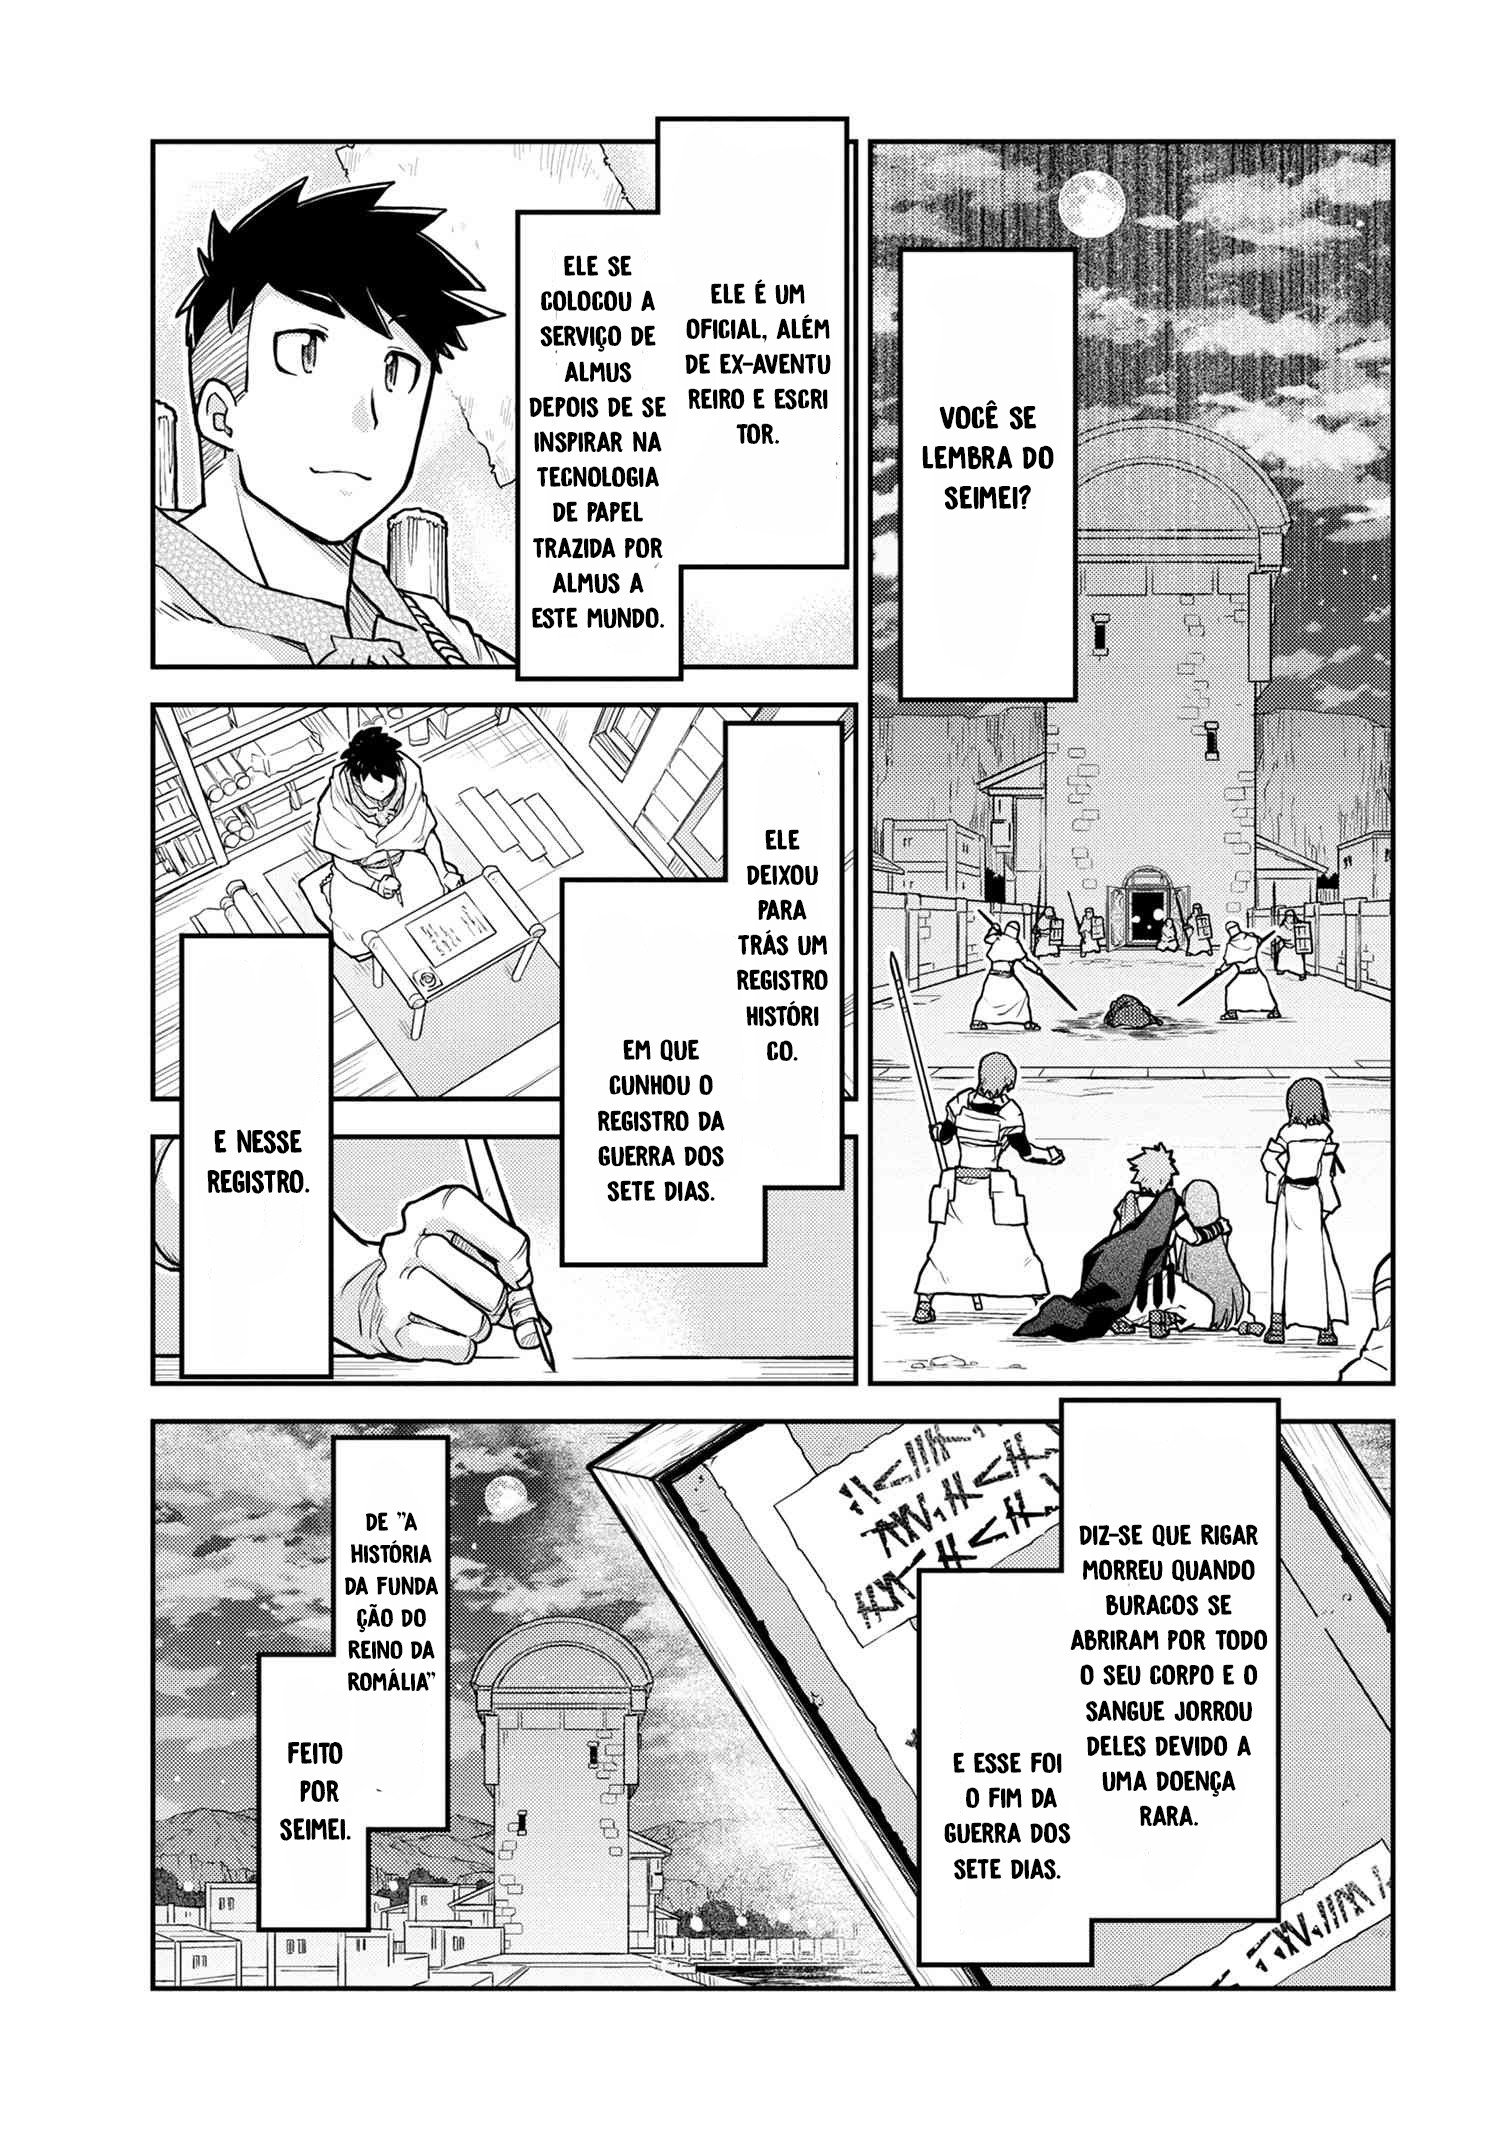 VOCÊ SE
LEMBRA DO
SEIMEI?
ELE É UM
OFICIAL, ALÉM
DE EX-AVENTU
REIRO E ESCRI
TOR.
ELE SE
COLOCOU A
SERVIÇO DE
ALMUS
DEPOIS DE SE
INSPIRAR NA
TECNOLOGIA
DE PAPEL
TRAZIDA POR
ALMUS A
ESTE MUNDO.
ELE
DEIXOU
PARA
TRÁS UM
REGISTRO
HISTÓRI
CO.
EM QUE
CUNHOU O
REGISTRO DA
GUERRA DOS
SETE DIAS.
E NESSE
REGISTRO.
DIZ-SE QUE RIGAR
MORREU QUANDO
BURACOS SE
ABRIRAM POR TODO
O SEU CORPO E O
SANGUE JORROU
DELES DEVIDO A
UMA DOENÇA
RARA.
E ESSE FOI
O FIM DA
GUERRA DOS
SETE DIAS.
DE "A
HISTÓRIA
DA FUNDA
ÇÃO DO
REINO DA
ROMÁLIA"
FEITO
POR
SEIMEI.